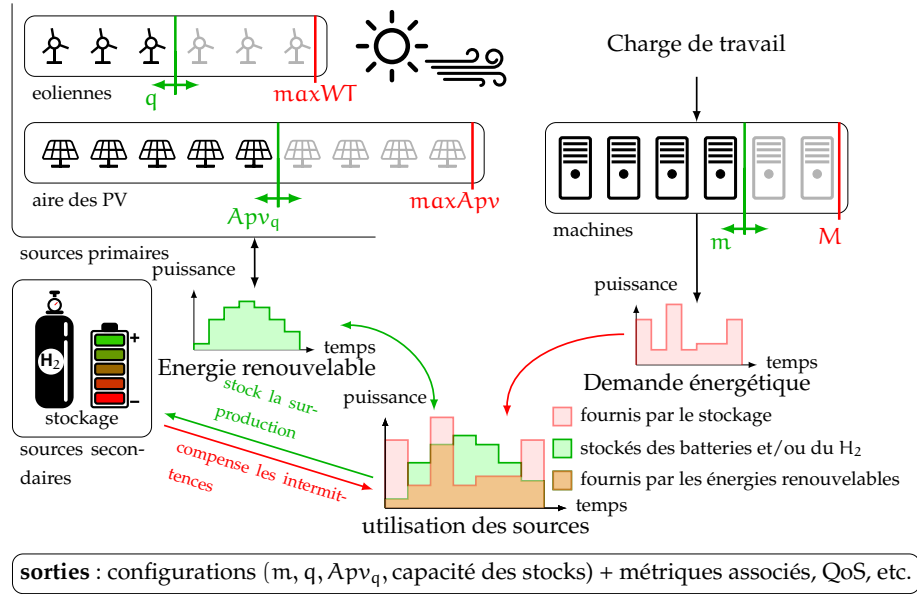 q
maxWT
eoliennes
aire des PV
Apvq
maxApv
sources primaires
Charge de travail
machines
m
M
puissance
temps
Energie renouvelable
puissance
temps
Demande énergétique
H2
+
−
stockage
sources secon-
daires
stock la sur-
production
compense les intermit-
tences
puissance
temps
utilisation des sources
fournis par le stockage
stockés des batteries et/ou du H2
fournis par les énergies renouvelables
sorties : configurations (m, q, Apvq, capacité des stocks) + métriques associés, QoS, etc.